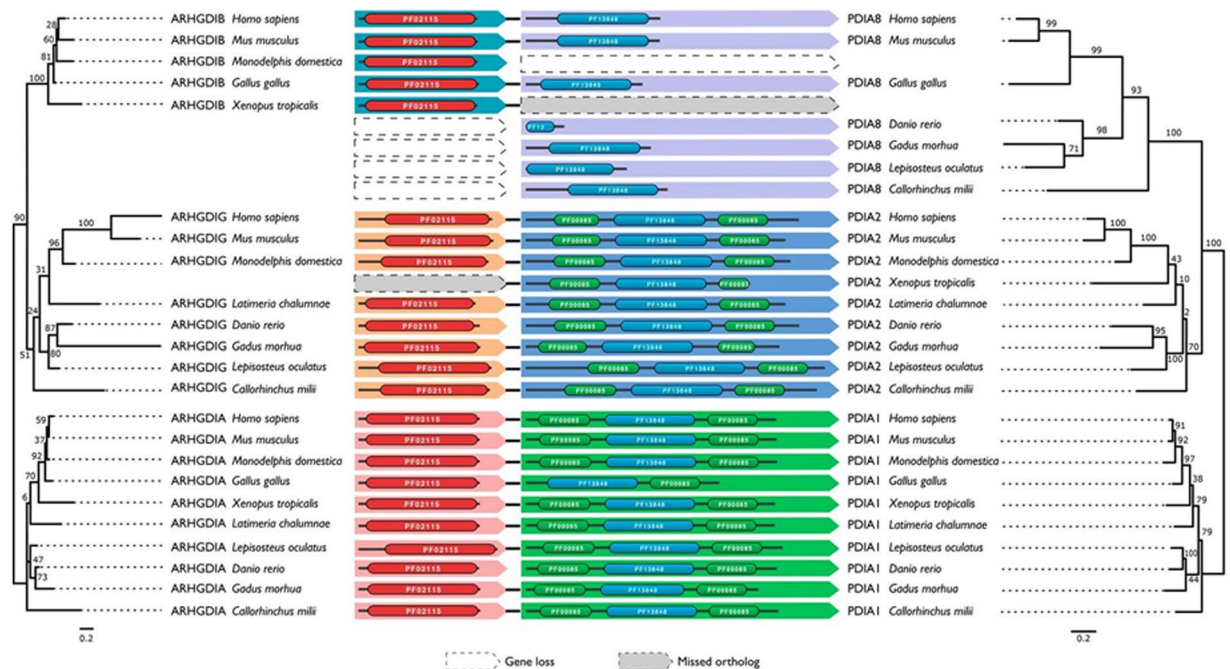 ARHGDIB Homo sapiens PF02115 PF13848 PDIA8 Homo sapiens
ARHGDIB Mus musculus PF02115 PF13848 PDIA8 Mus musculus
ARHGDIB Monodelphis domestica PF02115
ARHGDIB Gallus gallus PF02115 PF13848 PDIA8 Gallus gallus
ARHGDIB Xenopus tropicalis PF02115
PF13 PDIA8 Danio rerio
PF13848 PDIA8 Gadus morhua
PF13848 PDIA8 Lepisosteus oculatus
PF13848 PDIA8 Callorhinchus milii
28 60 81 100 99 99 93 98 71 100
ARHGDIG Homo sapiens PF02115 PF00085 PF13848 PF00085 PDIA2 Homo sapiens
ARHGDIG Mus musculus PF02115 PF00085 PF13848 PF00085 PDIA2 Mus musculus
ARHGDIG Monodelphis domestica PF02115 PF00085 PF13848 PF00085 PDIA2 Monodelphis domestica
PF00085 PF13848 PF00085 PDIA2 Xenopus tropicalis
ARHGDIG Latimeria chalumnae PF02115 PF00085 PF13848 PF00085 PDIA2 Latimeria chalumnae
ARHGDIG Danio rerio PF02115 PF00085 PF13848 PF00085 PDIA2 Danio rerio
ARHGDIG Gadus morhua PF02115 PF00085 PF13848 PF00085 PDIA2 Gadus morhua
ARHGDIG Lepisosteus oculatus PF02115 PF00085 PF13848 PF00085 PDIA2 Lepisosteus oculatus
ARHGDIG Callorhinchus milii PF02115 PF00085 PF13848 PF00085 PDIA2 Callorhinchus milii
90 100 96 31 24 87 80 51 100 100 100 43 10 2 95 100 70
ARHGDIA Homo sapiens PF02115 PF00085 PF13848 PF00085 PDIA1 Homo sapiens
ARHGDIA Mus musculus PF02115 PF00085 PF13848 PF00085 PDIA1 Mus musculus
ARHGDIA Monodelphis domestica PF02115 PF00085 PF13848 PF00085 PDIA1 Monodelphis domestica
ARHGDIA Gallus gallus PF02115 PF13848 PF00085 PDIA1 Gallus gallus
ARHGDIA Xenopus tropicalis PF02115 PF00085 PF13848 PF00085 PDIA1 Xenopus tropicalis
ARHGDIA Latimeria chalumnae PF02115 PF00085 PF13848 PF00085 PDIA1 Latimeria chalumnae
ARHGDIA Lepisosteus oculatus PF02115 PF00085 PF13848 PF00085 PDIA1 Lepisosteus oculatus
ARHGDIA Danio rerio PF02115 PF00085 PF13848 PF00085 PDIA1 Danio rerio
ARHGDIA Gadus morhua PF02115 PF00085 PF13848 PF00085 PDIA1 Gadus morhua
ARHGDIA Callorhinchus milii PF02115 PF00085 PF13848 PF00085 PDIA1 Callorhinchus milii
59 37 92 70 6 47 73 91 92 97 38 79 79 100 44
0.2 0.2
Gene loss Missed ortholog